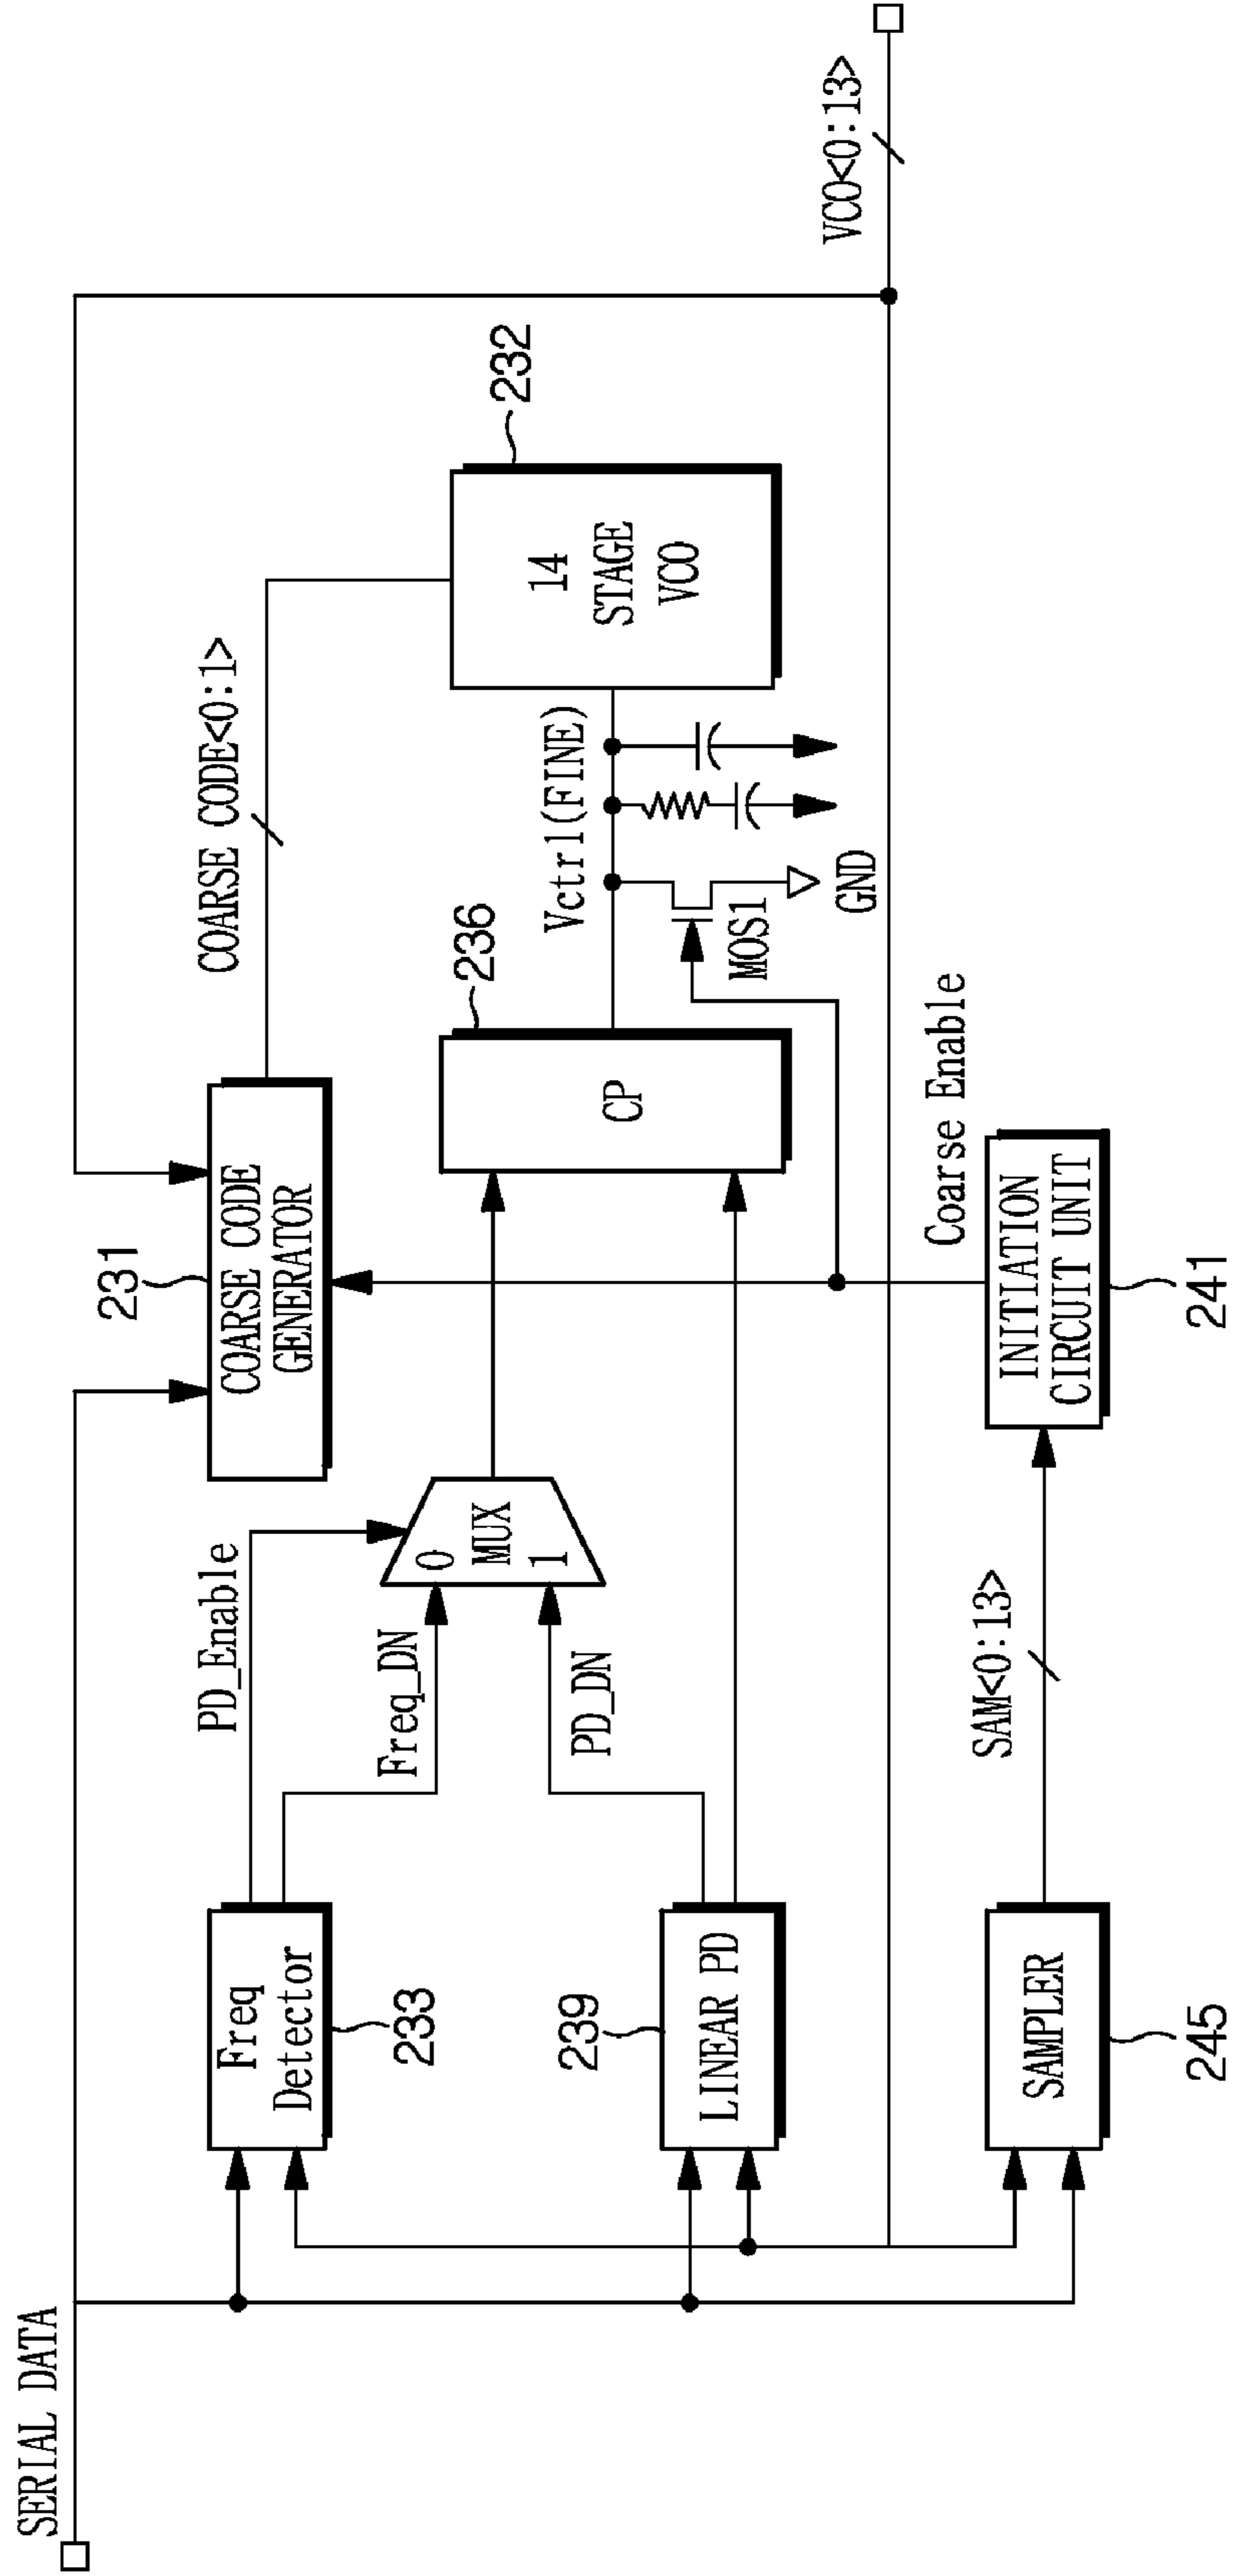 SERIAL DATA
231
COARSE CODE
GENERATOR
COARSE CODE<0:1>
PD_Enable
Freq
Detector
233
Freq_DN
0
MUX
1
PD_DN
236
CP
Vctrl(FINE)
232
14
STAGE
VCO
VCO<0:13>
239
LINEAR PD
MOS1
GND
Coarse Enable
SAMPLER
245
SAM<0:13>
INITIATION
CIRCUIT UNIT
241